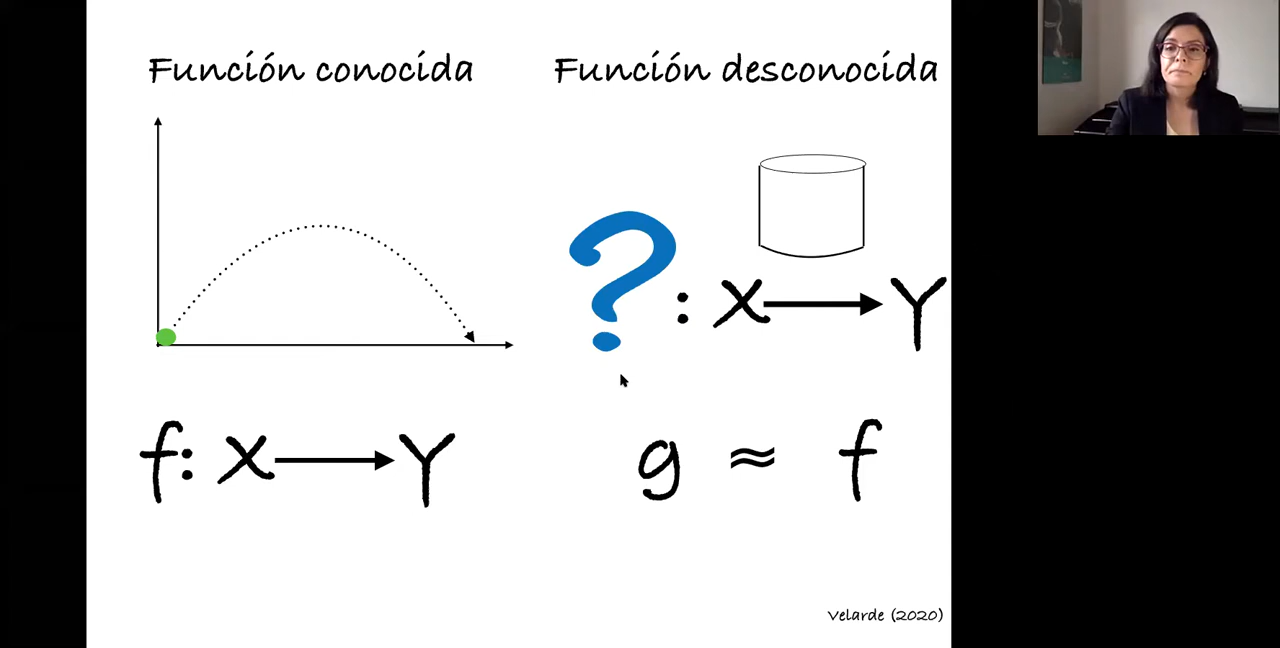 Función conocida
Función desconocida
? : X → Y
f: X → Y
g ≈ f
Velarde (2020)